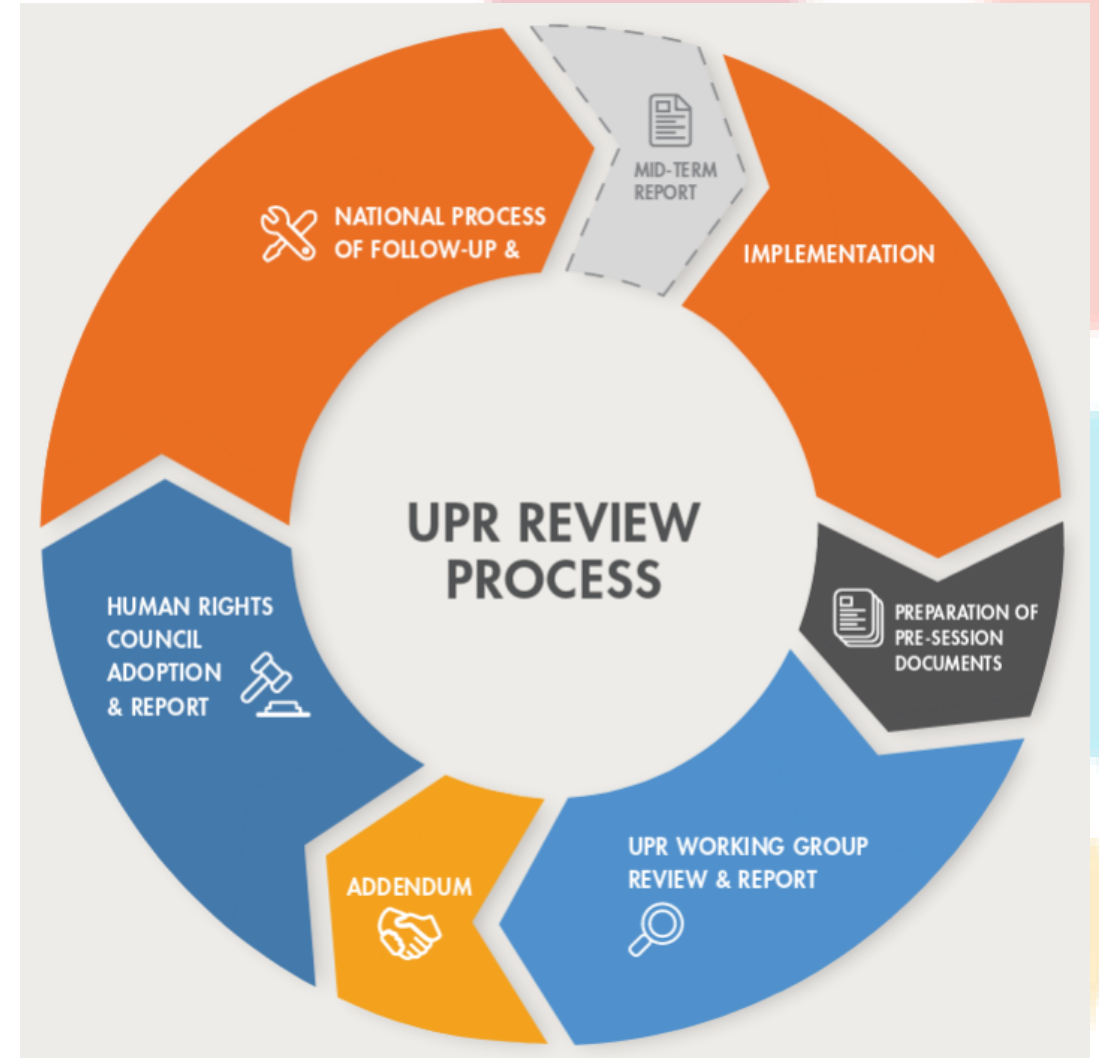 MID-TERM
REPORT
NATIONAL PROCESS
OF FOLLOW-UP &
IMPLEMENTATION
UPR REVIEW
PROCESS
PREPARATION OF
PRE-SESSION
DOCUMENTS
HUMAN RIGHTS
COUNCIL
ADOPTION
& REPORT
UPR WORKING GROUP
REVIEW & REPORT
ADDENDUM